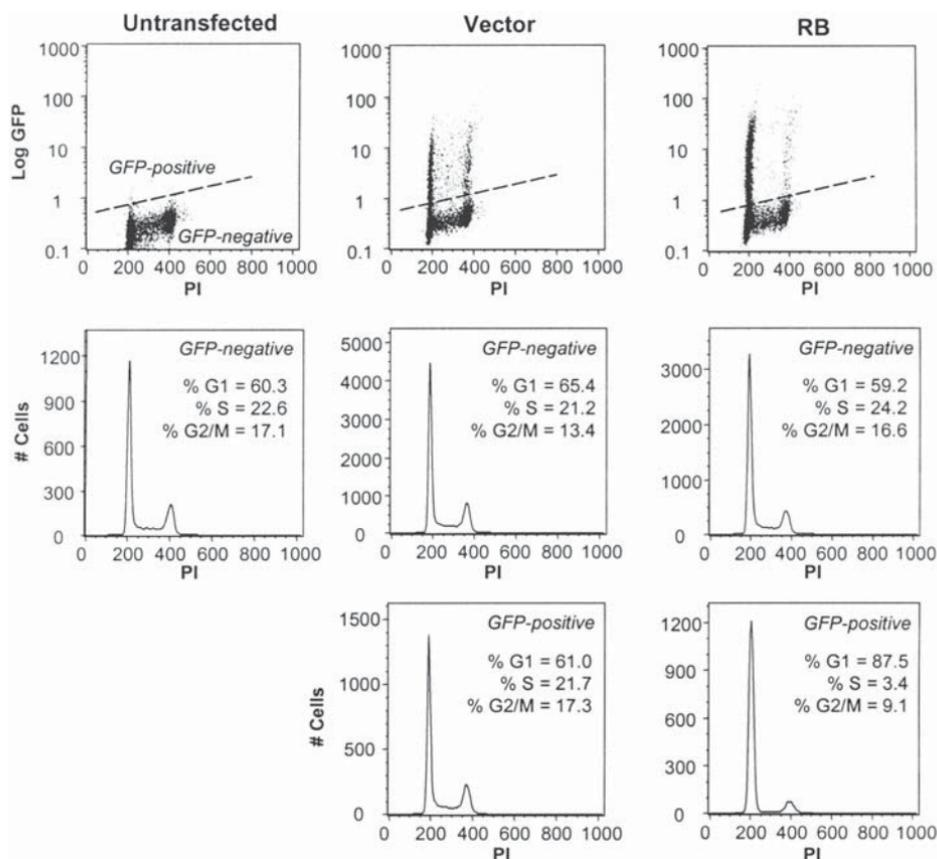 Untransfected Vector RB
Log GFP
1000
100
10
1
0.1
GFP-positive
GFP-negative
0 200 400 600 800 1000
PI
1000
100
10
1
0.1
0 200 400 600 800 1000
PI
1000
100
10
1
0.1
0 200 400 600 800 1000
PI
# Cells
1200
900
600
300
0
GFP-negative
% G1 = 60.3
% S = 22.6
% G2/M = 17.1
0 200 400 600 800 1000
PI
5000
4000
3000
2000
1000
0
GFP-negative
% G1 = 65.4
% S = 21.2
% G2/M = 13.4
0 200 400 600 800 1000
PI
3000
2000
1000
0
GFP-negative
% G1 = 59.2
% S = 24.2
% G2/M = 16.6
0 200 400 600 800 1000
PI
# Cells
1500
1000
500
0
GFP-positive
% G1 = 61.0
% S = 21.7
% G2/M = 17.3
0 200 400 600 800 1000
PI
1200
900
600
300
0
GFP-positive
% G1 = 87.5
% S = 3.4
% G2/M = 9.1
0 200 400 600 800 1000
PI